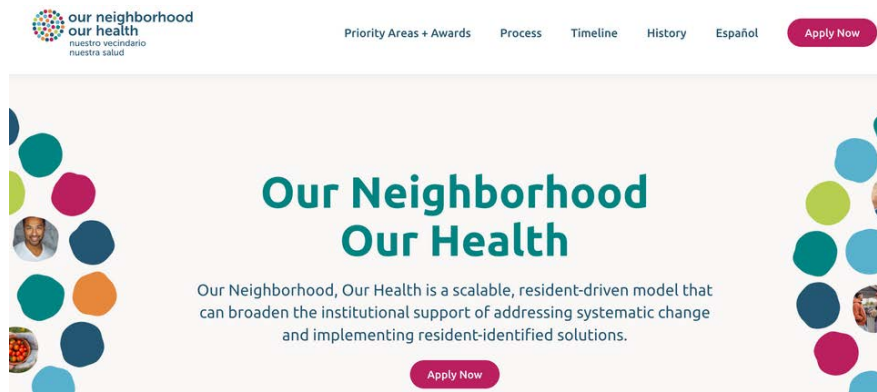 our neighborhood
our health
nuestro vecindario
nuestra salud
Priority Areas + Awards
Process
Timeline
History
Español
Apply Now
Our Neighborhood
Our Health
Our Neighborhood, Our Health is a scalable, resident-driven model that
can broaden the institutional support of addressing systematic change
and implementing resident-identified solutions.
Apply Now